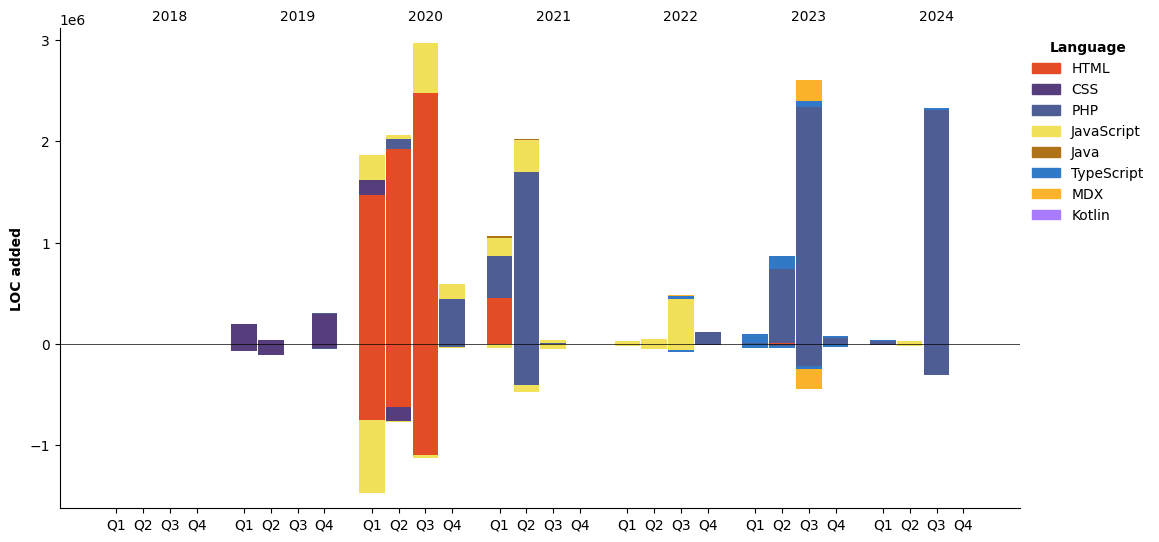 2018 2019 2020 2021 2022 2023 2024
1e6
3
2
1
0
−1
LOC added
Language
HTML
CSS
PHP
JavaScript
Java
TypeScript
MDX
Kotlin
Q1 Q2 Q3 Q4 Q1 Q2 Q3 Q4 Q1 Q2 Q3 Q4 Q1 Q2 Q3 Q4 Q1 Q2 Q3 Q4 Q1 Q2 Q3 Q4 Q1 Q2 Q3 Q4